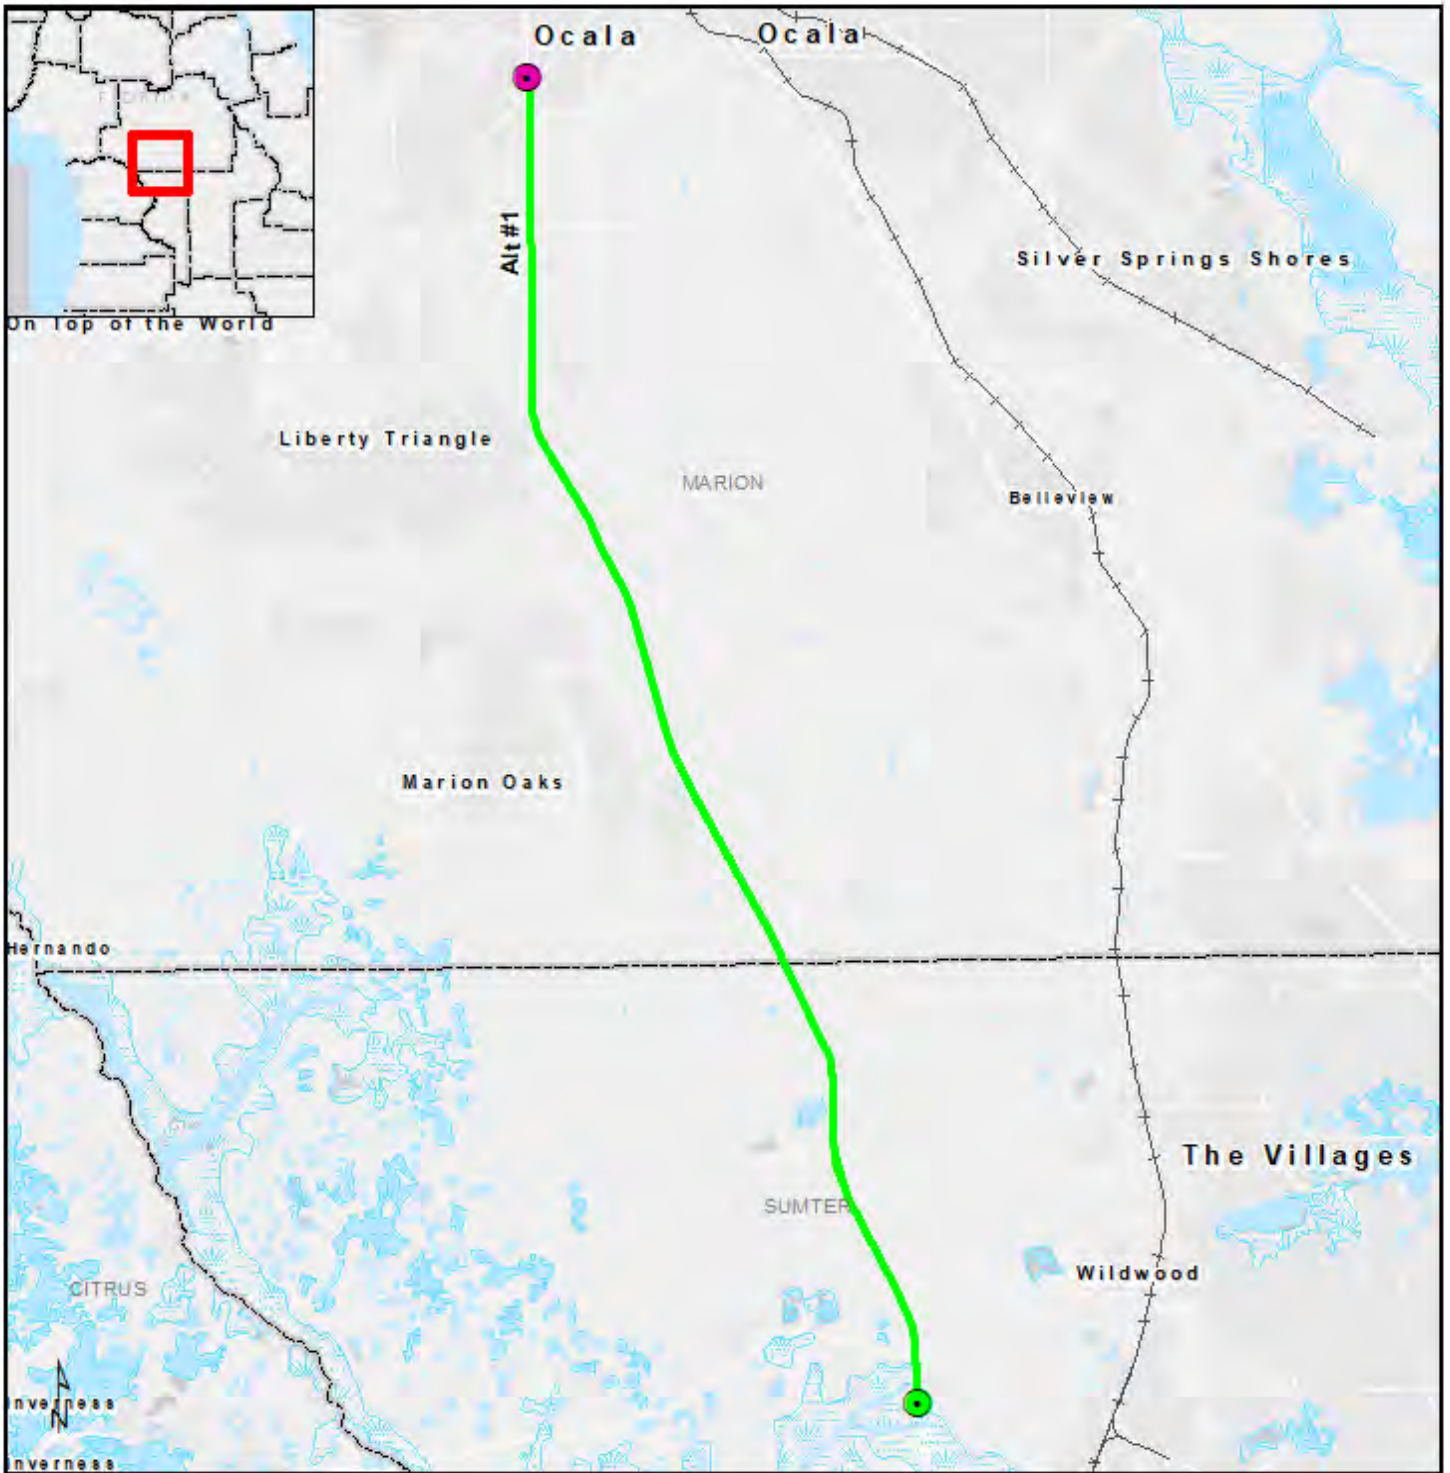 Ocala
Ocala
FLORIDA
Alt #1
Silver Springs Shores
On Top of the World
Liberty Triangle
MARION
Belleview
Marion Oaks
Hernando
The Villages
SUMTER
Wildwood
CITRUS
Inverness
N
Inverness